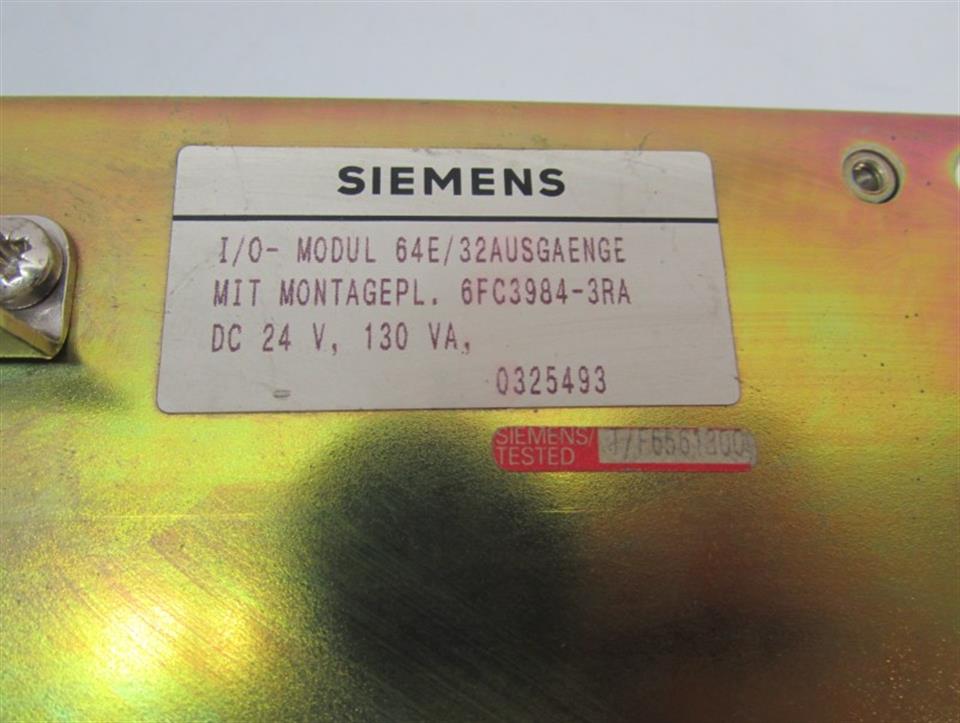 SIEMENS
I/O- MODUL 64E/32AUSGAENGE
MIT MONTAGEPL. 6FC3984-3RA
DC 24 V, 130 VA,
0325493
SIEMENS/
TESTED